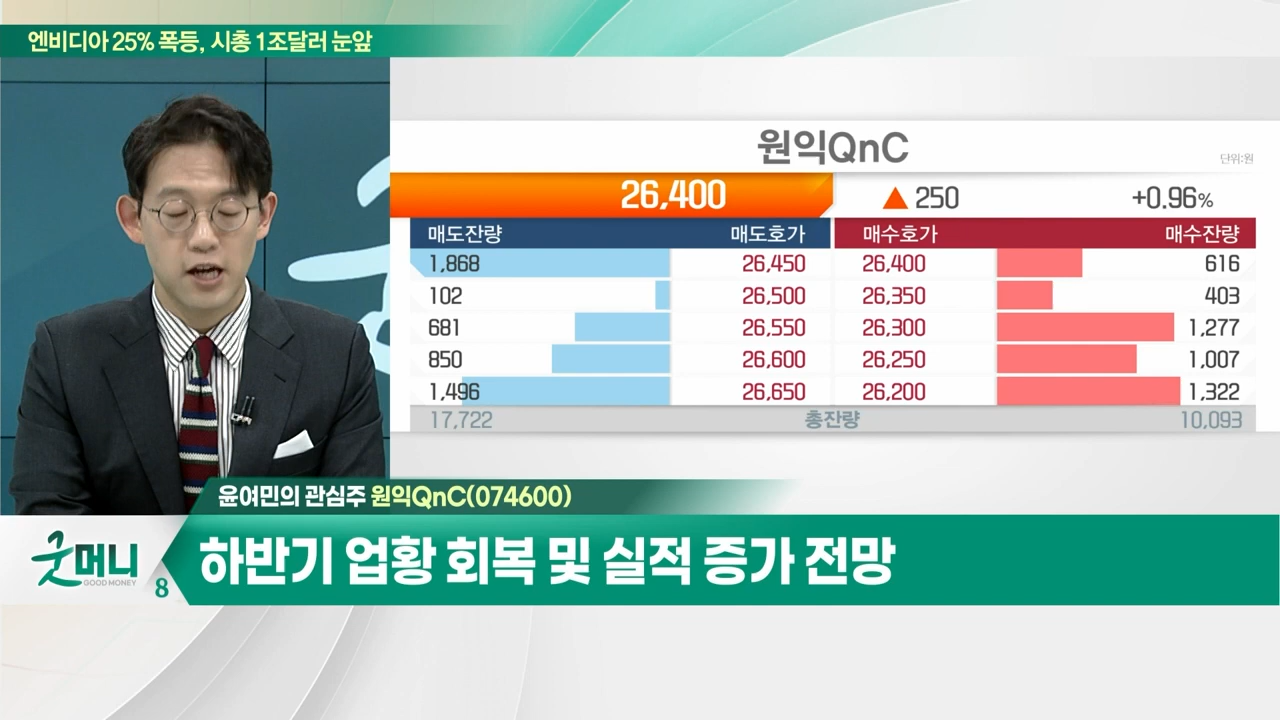 엔비디아 25% 폭등, 시총 1조달러 눈앞
원익QnC
단위:원
26,400 ▲ 250 +0.96%
매도잔량 매도호가 매수호가 매수잔량
1,868 26,450 26,400 616
102 26,500 26,350 403
681 26,550 26,300 1,277
850 26,600 26,250 1,007
1,496 26,650 26,200 1,322
17,722 총잔량 10,093
윤여민의 관심주 원익QnC(074600)
하반기 업황 회복 및 실적 증가 전망
굿머니
GOOD MONEY
8